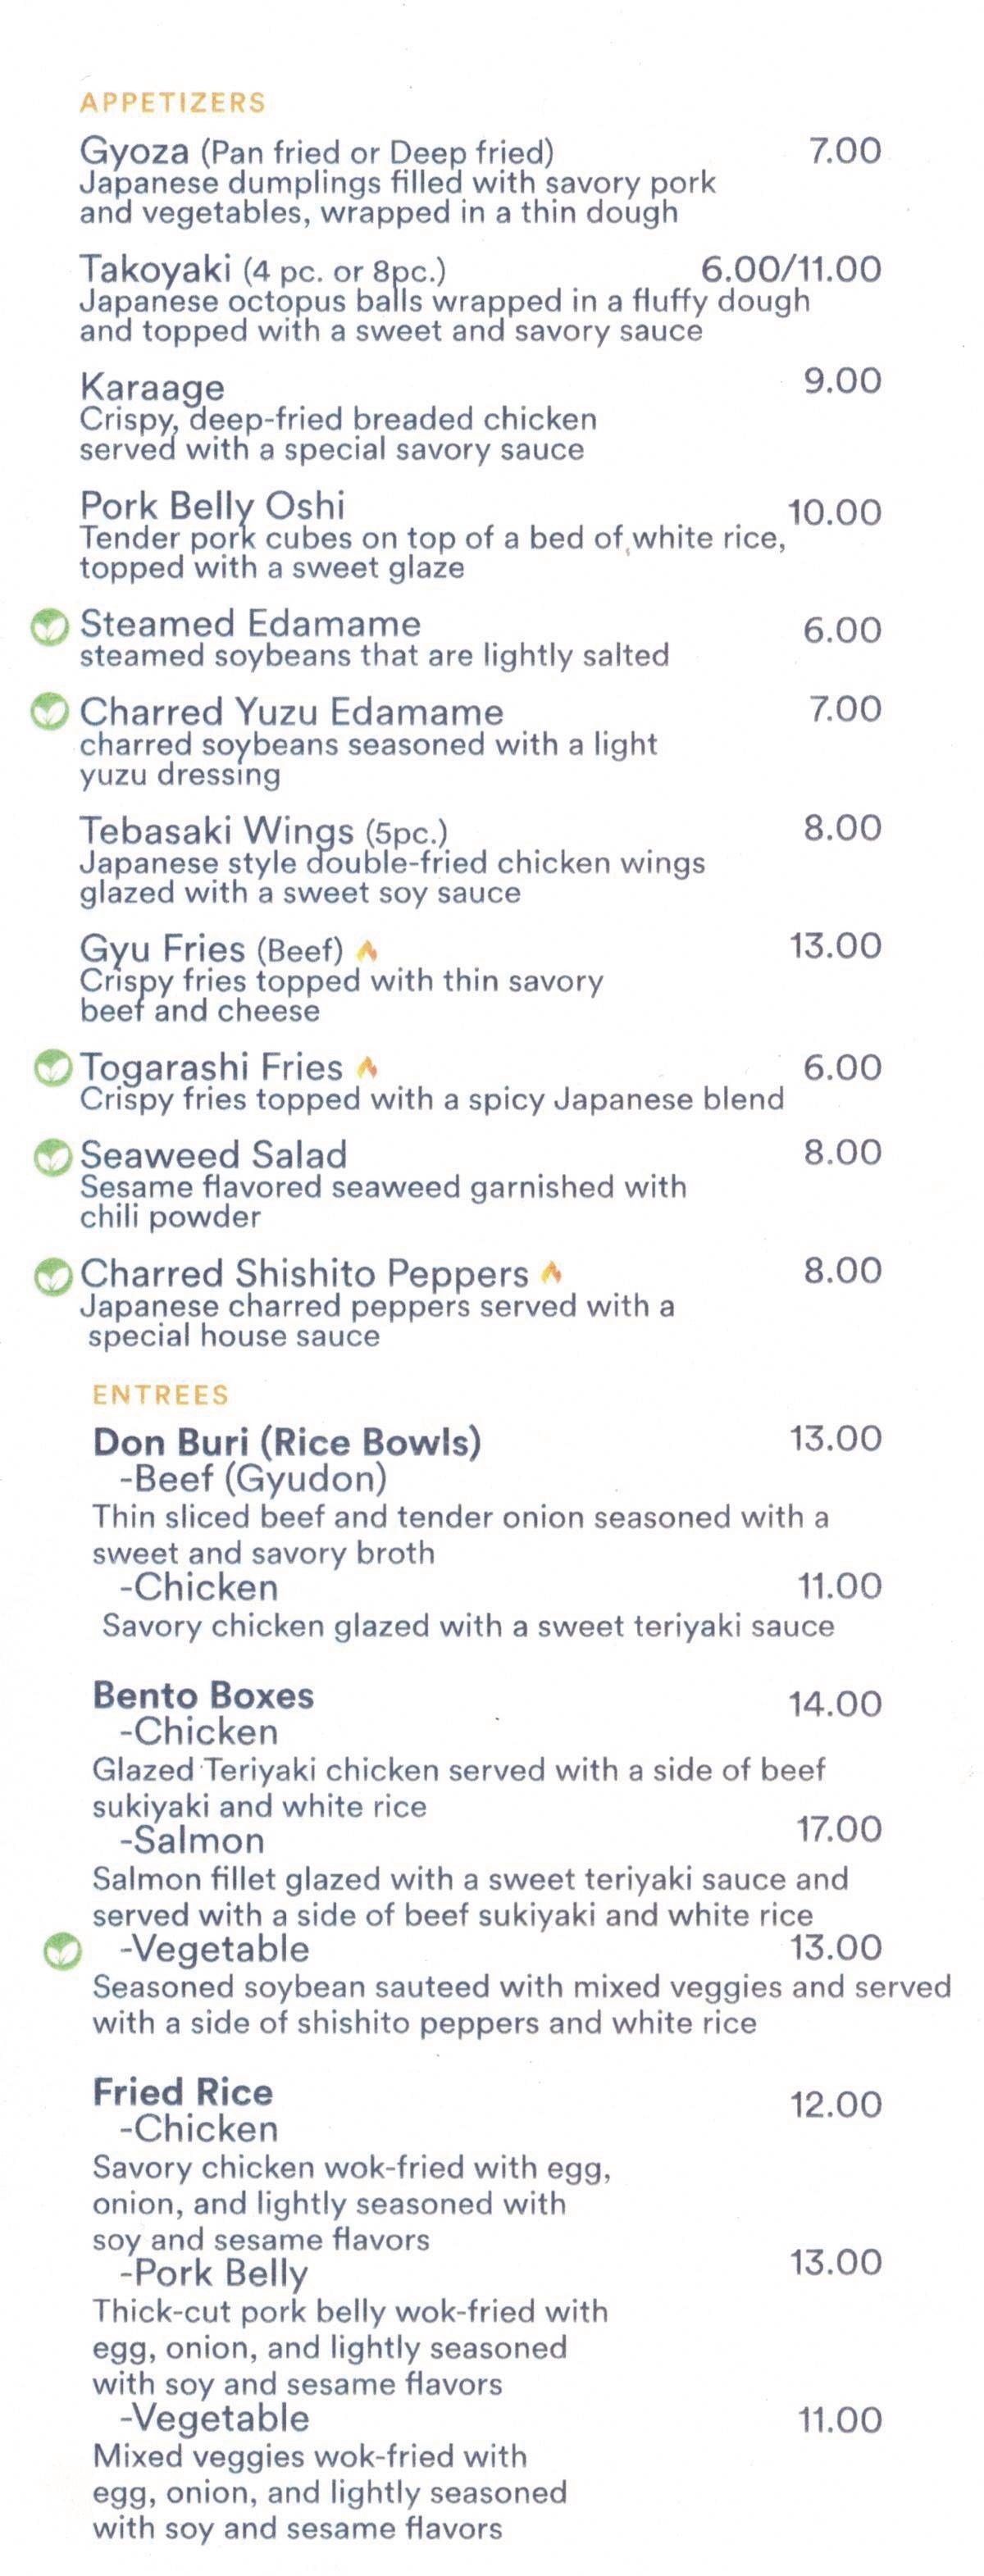 APPETIZERS
Gyoza (Pan fried or Deep fried) 7.00
Japanese dumplings filled with savory pork
and vegetables, wrapped in a thin dough
Takoyaki (4 pc. or 8pc.) 6.00/11.00
Japanese octopus balls wrapped in a fluffy dough
and topped with a sweet and savory sauce
Karaage 9.00
Crispy, deep-fried breaded chicken
served with a special savory sauce
Pork Belly Oshi 10.00
Tender pork cubes on top of a bed of white rice,
topped with a sweet glaze
Steamed Edamame 6.00
steamed soybeans that are lightly salted
Charred Yuzu Edamame 7.00
charred soybeans seasoned with a light
yuzu dressing
Tebasaki Wings (5pc.) 8.00
Japanese style double-fried chicken wings
glazed with a sweet soy sauce
Gyu Fries (Beef) 13.00
Crispy fries topped with thin savory
beef and cheese
Togarashi Fries 6.00
Crispy fries topped with a spicy Japanese blend
Seaweed Salad 8.00
Sesame flavored seaweed garnished with
chili powder
Charred Shishito Peppers 8.00
Japanese charred peppers served with a
special house sauce
ENTREES
Don Buri (Rice Bowls) 13.00
-Beef (Gyudon)
Thin sliced beef and tender onion seasoned with a
sweet and savory broth
-Chicken 11.00
Savory chicken glazed with a sweet teriyaki sauce
Bento Boxes 14.00
-Chicken
Glazed Teriyaki chicken served with a side of beef
sukiyaki and white rice
-Salmon 17.00
Salmon fillet glazed with a sweet teriyaki sauce and
served with a side of beef sukiyaki and white rice
-Vegetable 13.00
Seasoned soybean sauteed with mixed veggies and served
with a side of shishito peppers and white rice
Fried Rice 12.00
-Chicken
Savory chicken wok-fried with egg,
onion, and lightly seasoned with
soy and sesame flavors
-Pork Belly 13.00
Thick-cut pork belly wok-fried with
egg, onion, and lightly seasoned
with soy and sesame flavors
-Vegetable 11.00
Mixed veggies wok-fried with
egg, onion, and lightly seasoned
with soy and sesame flavors